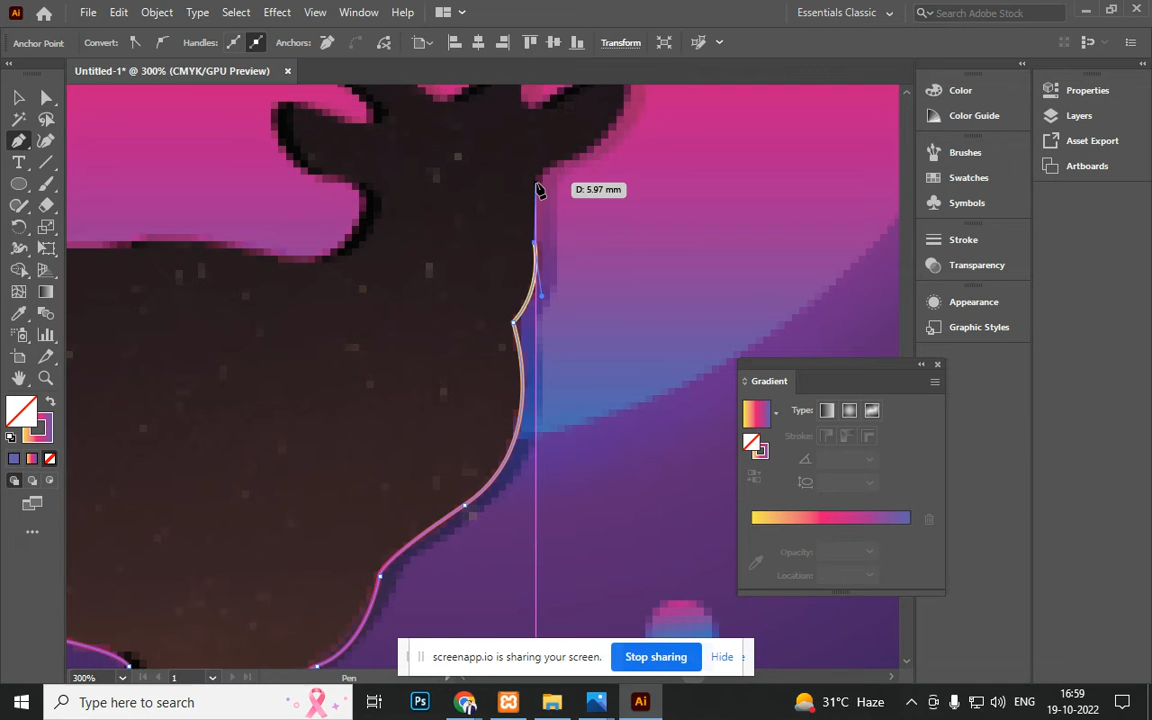 Ai
File Edit Object Type Select Effect View Window Help
Essentials Classic
Search Adobe Stock
Anchor Point Convert: Handles: Anchors: Transform
Untitled-1* @ 300% (CMYK/GPU Preview)
D: 5.97 mm
Color
Color Guide
Brushes
Swatches
Symbols
Stroke
Transparency
Appearance
Graphic Styles
Properties
Layers
Asset Export
Artboards
Gradient
Type:
Stroke:
Opacity:
Location:
screenapp.io is sharing your screen. Stop sharing Hide
300% 1 Pen
Type here to search
Ps
Ai
31°C Haze
ENG
16:59
19-10-2022